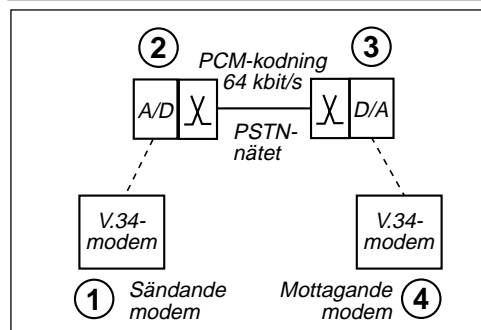 2
3
PCM-kodning
64 kbit/s
A/D
D/A
PSTN-
nätet
V.34-
modem
V.34-
modem
1
Sändande
modem
Mottagande
modem
4